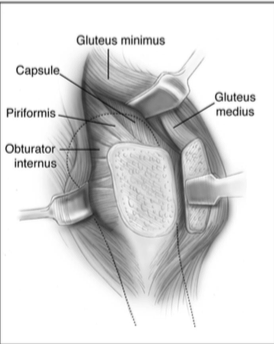 Gluteus minimus
Capsule
Gluteus
medius
Piriformis
Obturator
internus